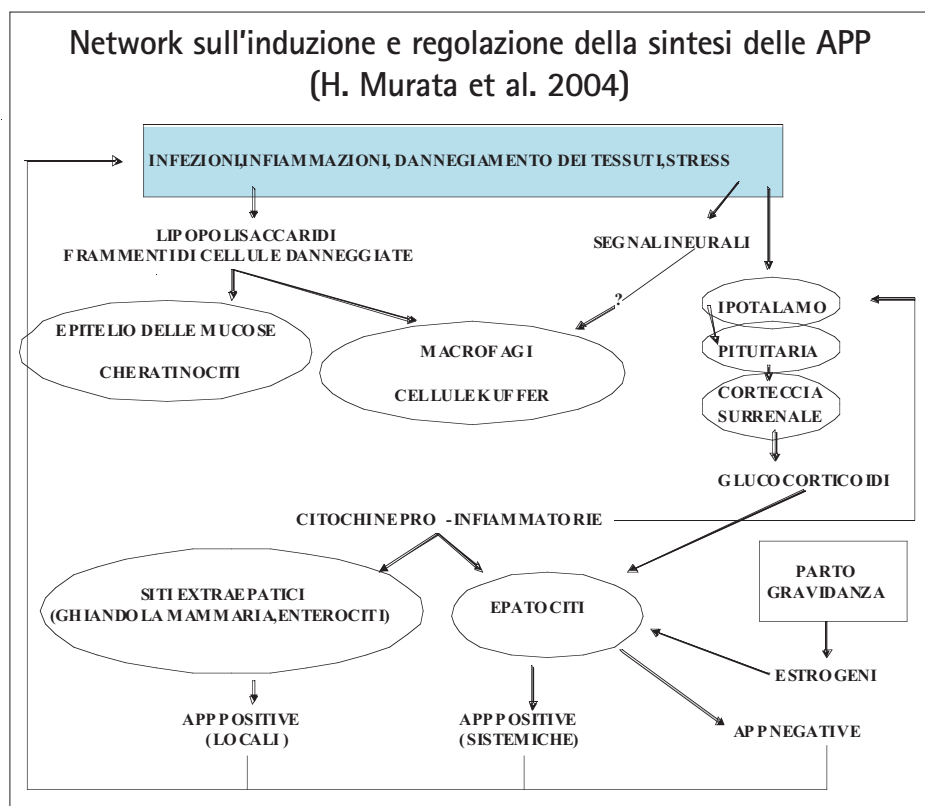 Network sull'induzione e regolazione della sintesi delle APP
(H. Murata et al. 2004)
INFEZIONI,INFIAMMAZIONI, DANNEGIAMENTO DEI TESSUTI,STRESS
LIPOPOLISACCARIDI
FRAMMENTI DI CELLULE DANNEGGIATE
SEGNALI NEURALI
?
IPOTALAMO
EPITELIO DELLE MUCOSE
CHERATINOCITI
MACROFAGI
CELLULE KUFFER
PITUITARIA
CORTECCIA
SURRENALE
GLUCOCORTICOIDI
CITOCHINE PRO -INFIAMMATORIE
PARTO
GRAVIDANZA
SITI EXTRAEPATICI
(GHIANDOLA MAMMARIA,ENTEROCITI)
EPATOCITI
ESTROGENI
APP POSITIVE
(LOCALI)
APP POSITIVE
(SISTEMICHE)
APP NEGATIVE